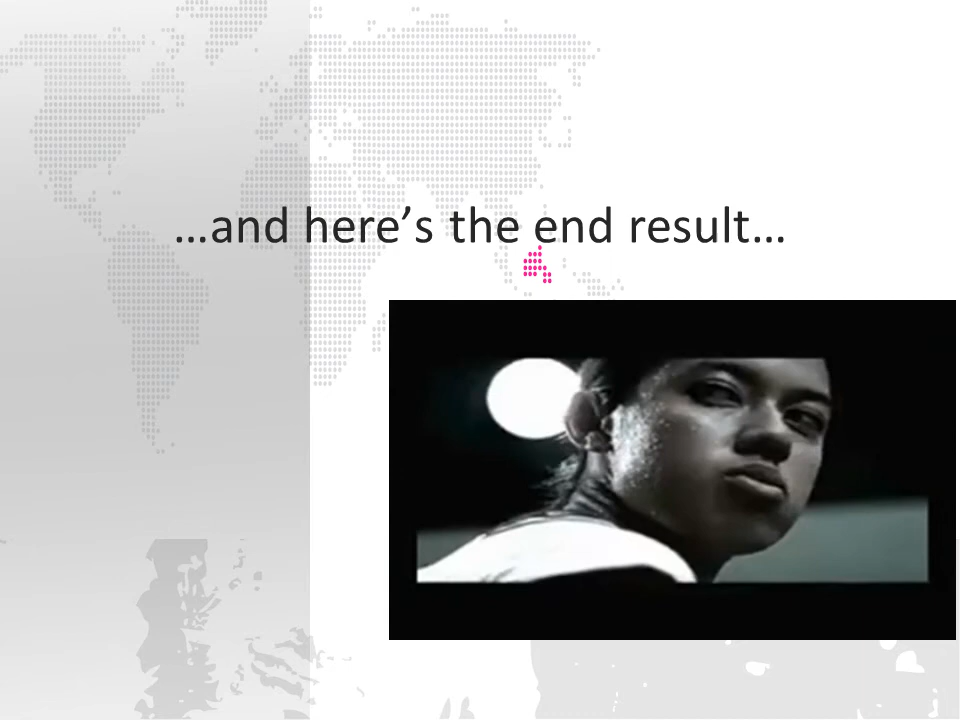 …and here’s the end result…